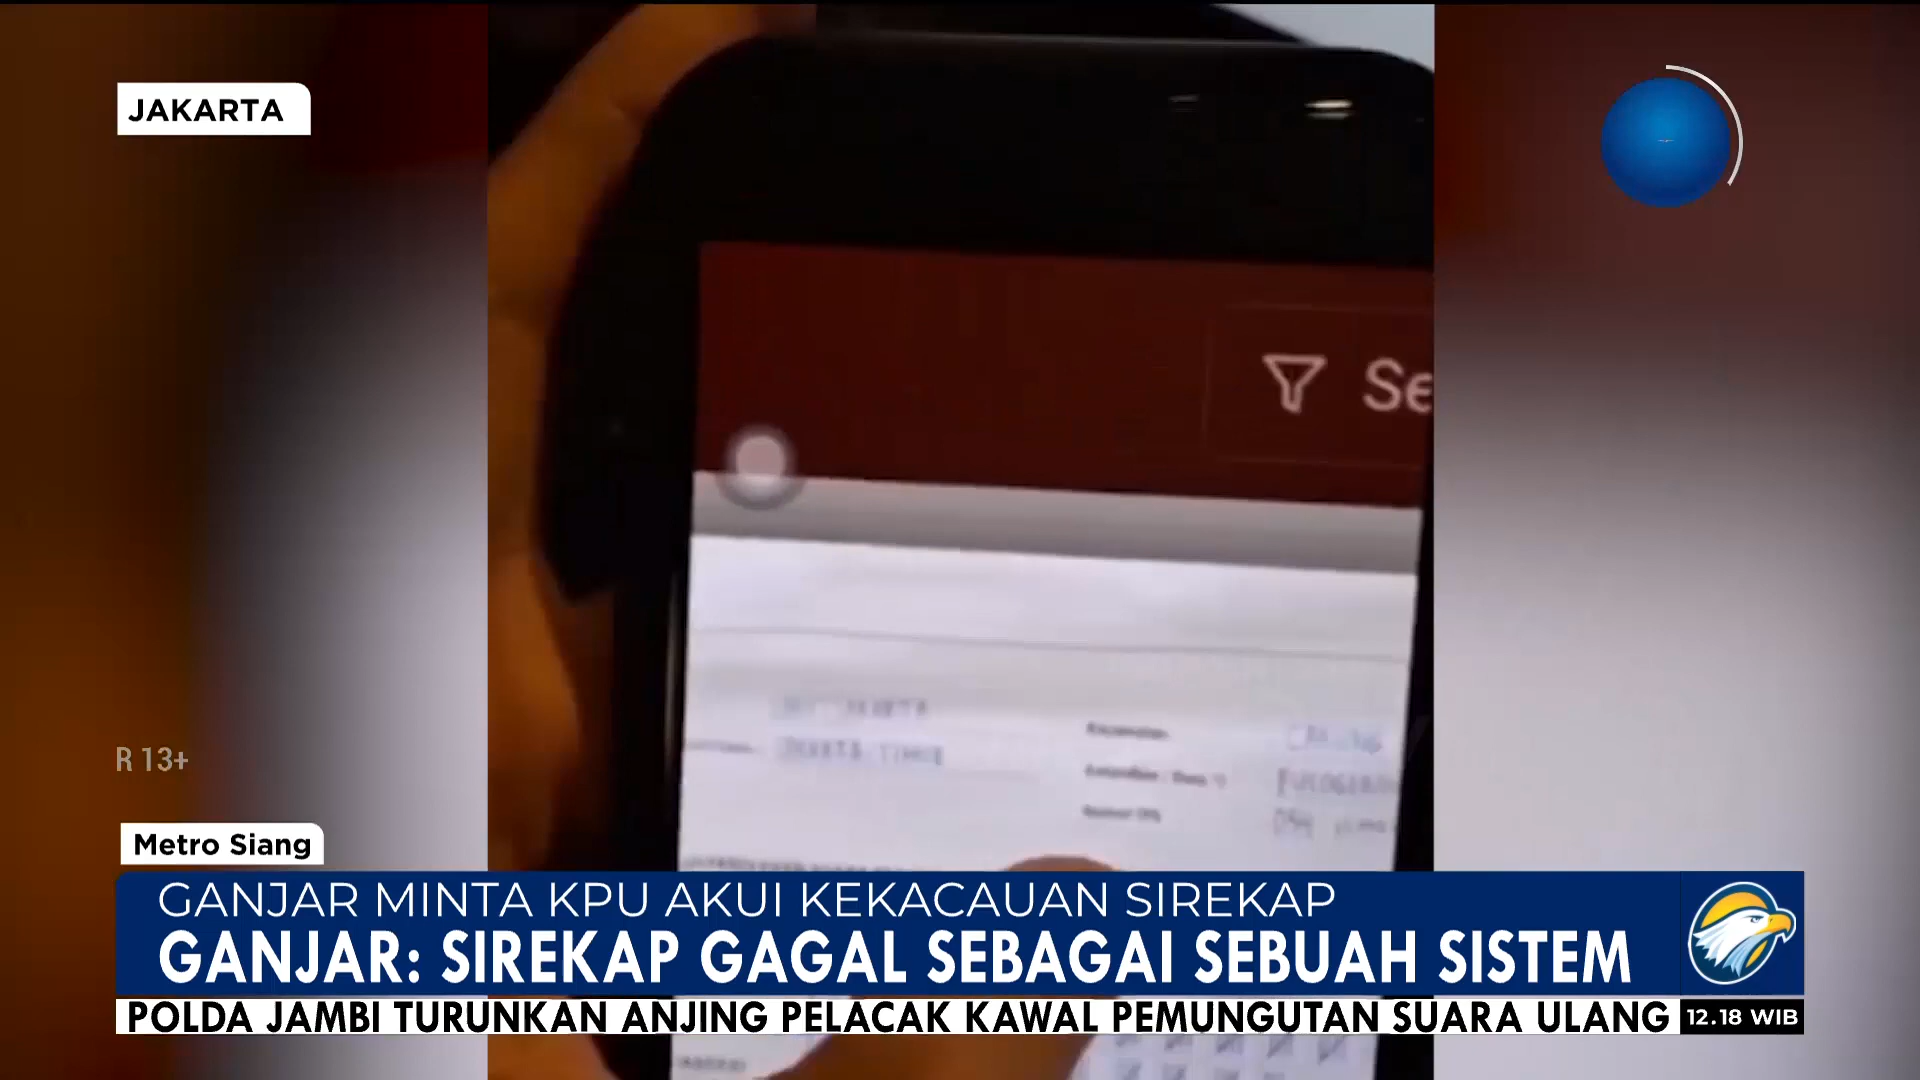 JAKARTA
Se
JAKARTA
R 13+
Metro Siang
GANJAR MINTA KPU AKUI KEKACAUAN SIREKAP
GANJAR: SIREKAP GAGAL SEBAGAI SEBUAH SISTEM
POLDA JAMBI TURUNKAN ANJING PELACAK KAWAL PEMUNGUTAN SUARA ULANG
12.18 WIB